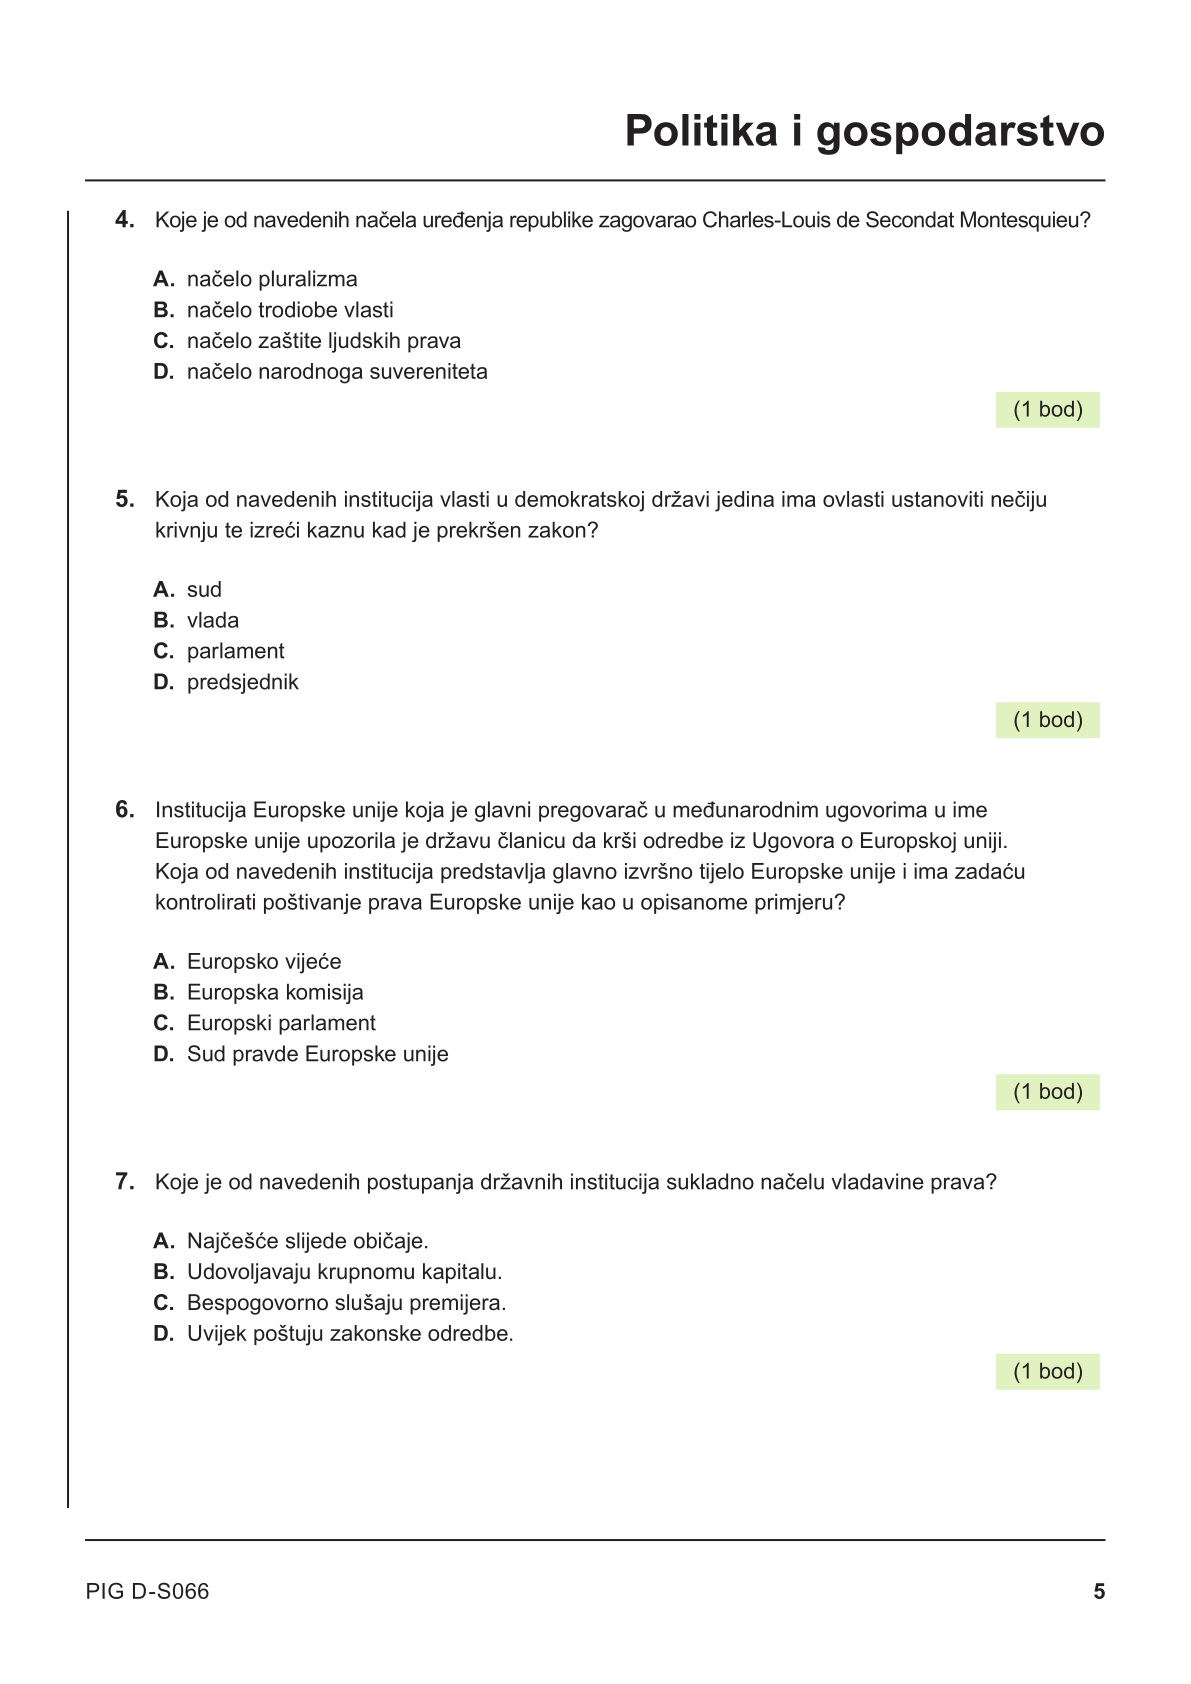 Politika i gospodarstvo
4. Koje je od navedenih načela uređenja republike zagovarao Charles-Louis de Secondat Montesquieu?
A. načelo pluralizma
B. načelo trodiobe vlasti
C. načelo zaštite ljudskih prava
D. načelo narodnoga suvereniteta
(1 bod)
5. Koja od navedenih institucija vlasti u demokratskoj državi jedina ima ovlasti ustanoviti nečiju
krivnju te izreći kaznu kad je prekršen zakon?
A. sud
B. vlada
C. parlament
D. predsjednik
(1 bod)
6. Institucija Europske unije koja je glavni pregovarač u međunarodnim ugovorima u ime
Europske unije upozorila je državu članicu da krši odredbe iz Ugovora o Europskoj uniji.
Koja od navedenih institucija predstavlja glavno izvršno tijelo Europske unije i ima zadaću
kontrolirati poštivanje prava Europske unije kao u opisanome primjeru?
A. Europsko vijeće
B. Europska komisija
C. Europski parlament
D. Sud pravde Europske unije
(1 bod)
7. Koje je od navedenih postupanja državnih institucija sukladno načelu vladavine prava?
A. Najčešće slijede običaje.
B. Udovoljavaju krupnomu kapitalu.
C. Bespogovorno slušaju premijera.
D. Uvijek poštuju zakonske odredbe.
(1 bod)
PIG D-S066
5